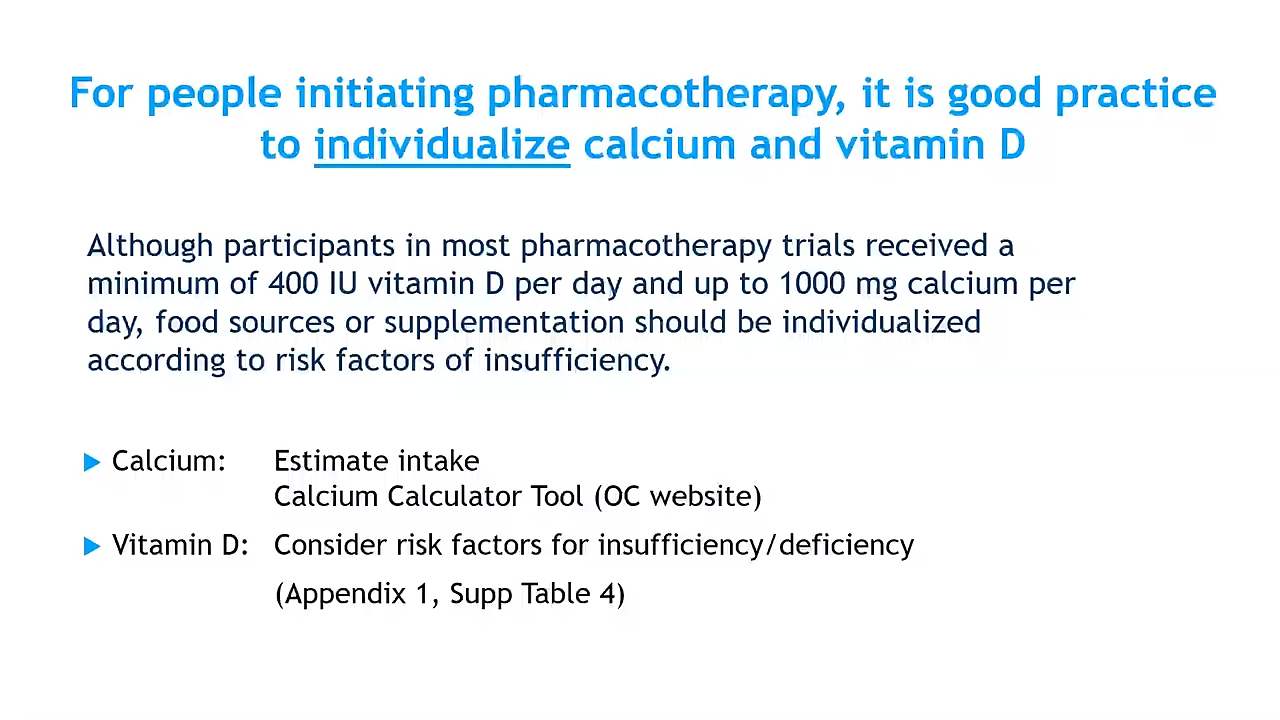 For people initiating pharmacotherapy, it is good practice
to individualize calcium and vitamin D
Although participants in most pharmacotherapy trials received a
minimum of 400 IU vitamin D per day and up to 1000 mg calcium per
day, food sources or supplementation should be individualized
according to risk factors of insufficiency.
Calcium: Estimate intake
Calcium Calculator Tool (OC website)
Vitamin D: Consider risk factors for insufficiency/deficiency
(Appendix 1, Supp Table 4)